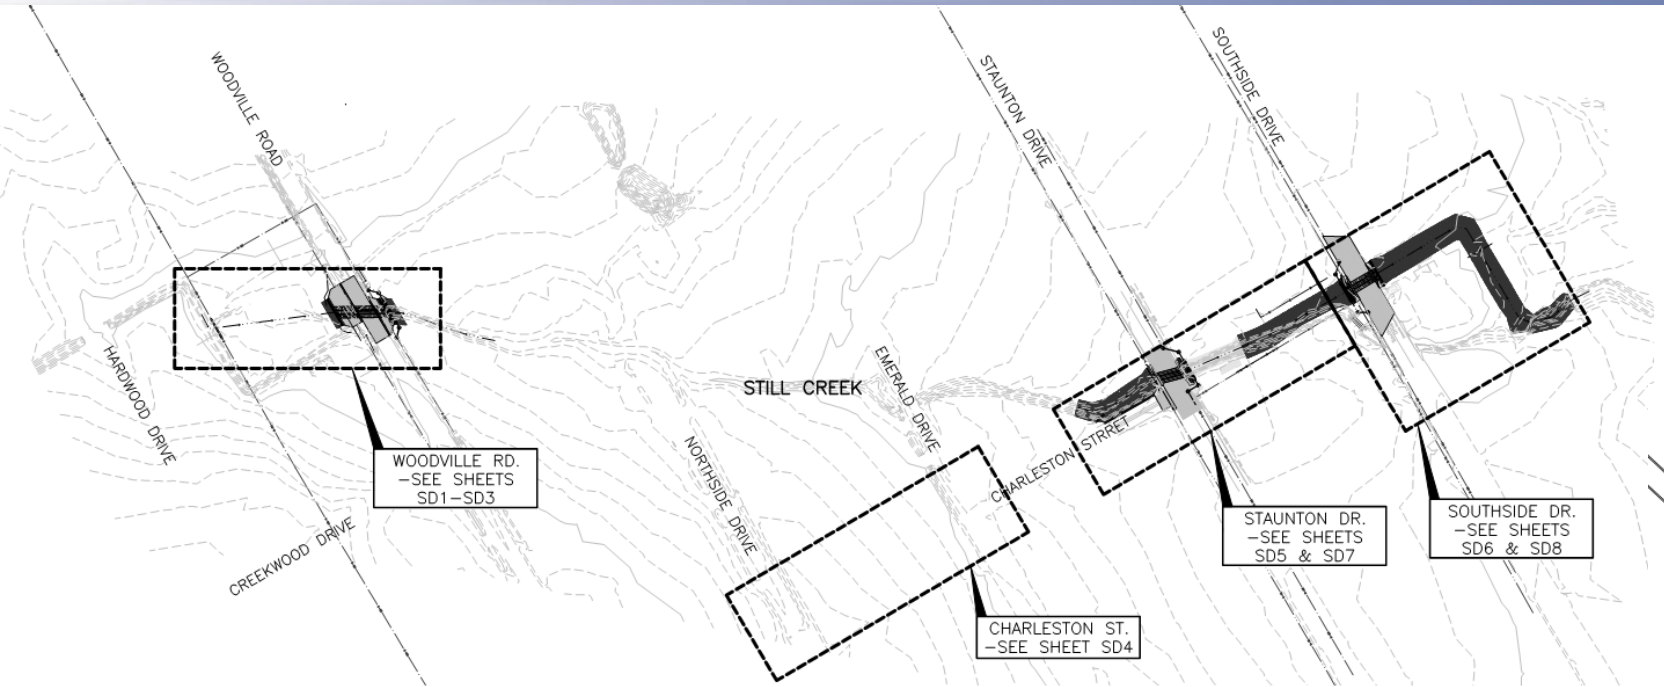 WOODVILLE ROAD
STAUNTON DRIVE
SOUTHSIDE DRIVE
HARDWOOD DRIVE
STILL CREEK
EMERALD DRIVE
NORTHSIDE DRIVE
CHARLESTON STRRET
CREEKWOOD DRIVE
WOODVILLE RD.
-SEE SHEETS
SD1-SD3
CHARLESTON ST.
-SEE SHEET SD4
STAUNTON DR.
-SEE SHEETS
SD5 & SD7
SOUTHSIDE DR.
-SEE SHEETS
SD6 & SD8